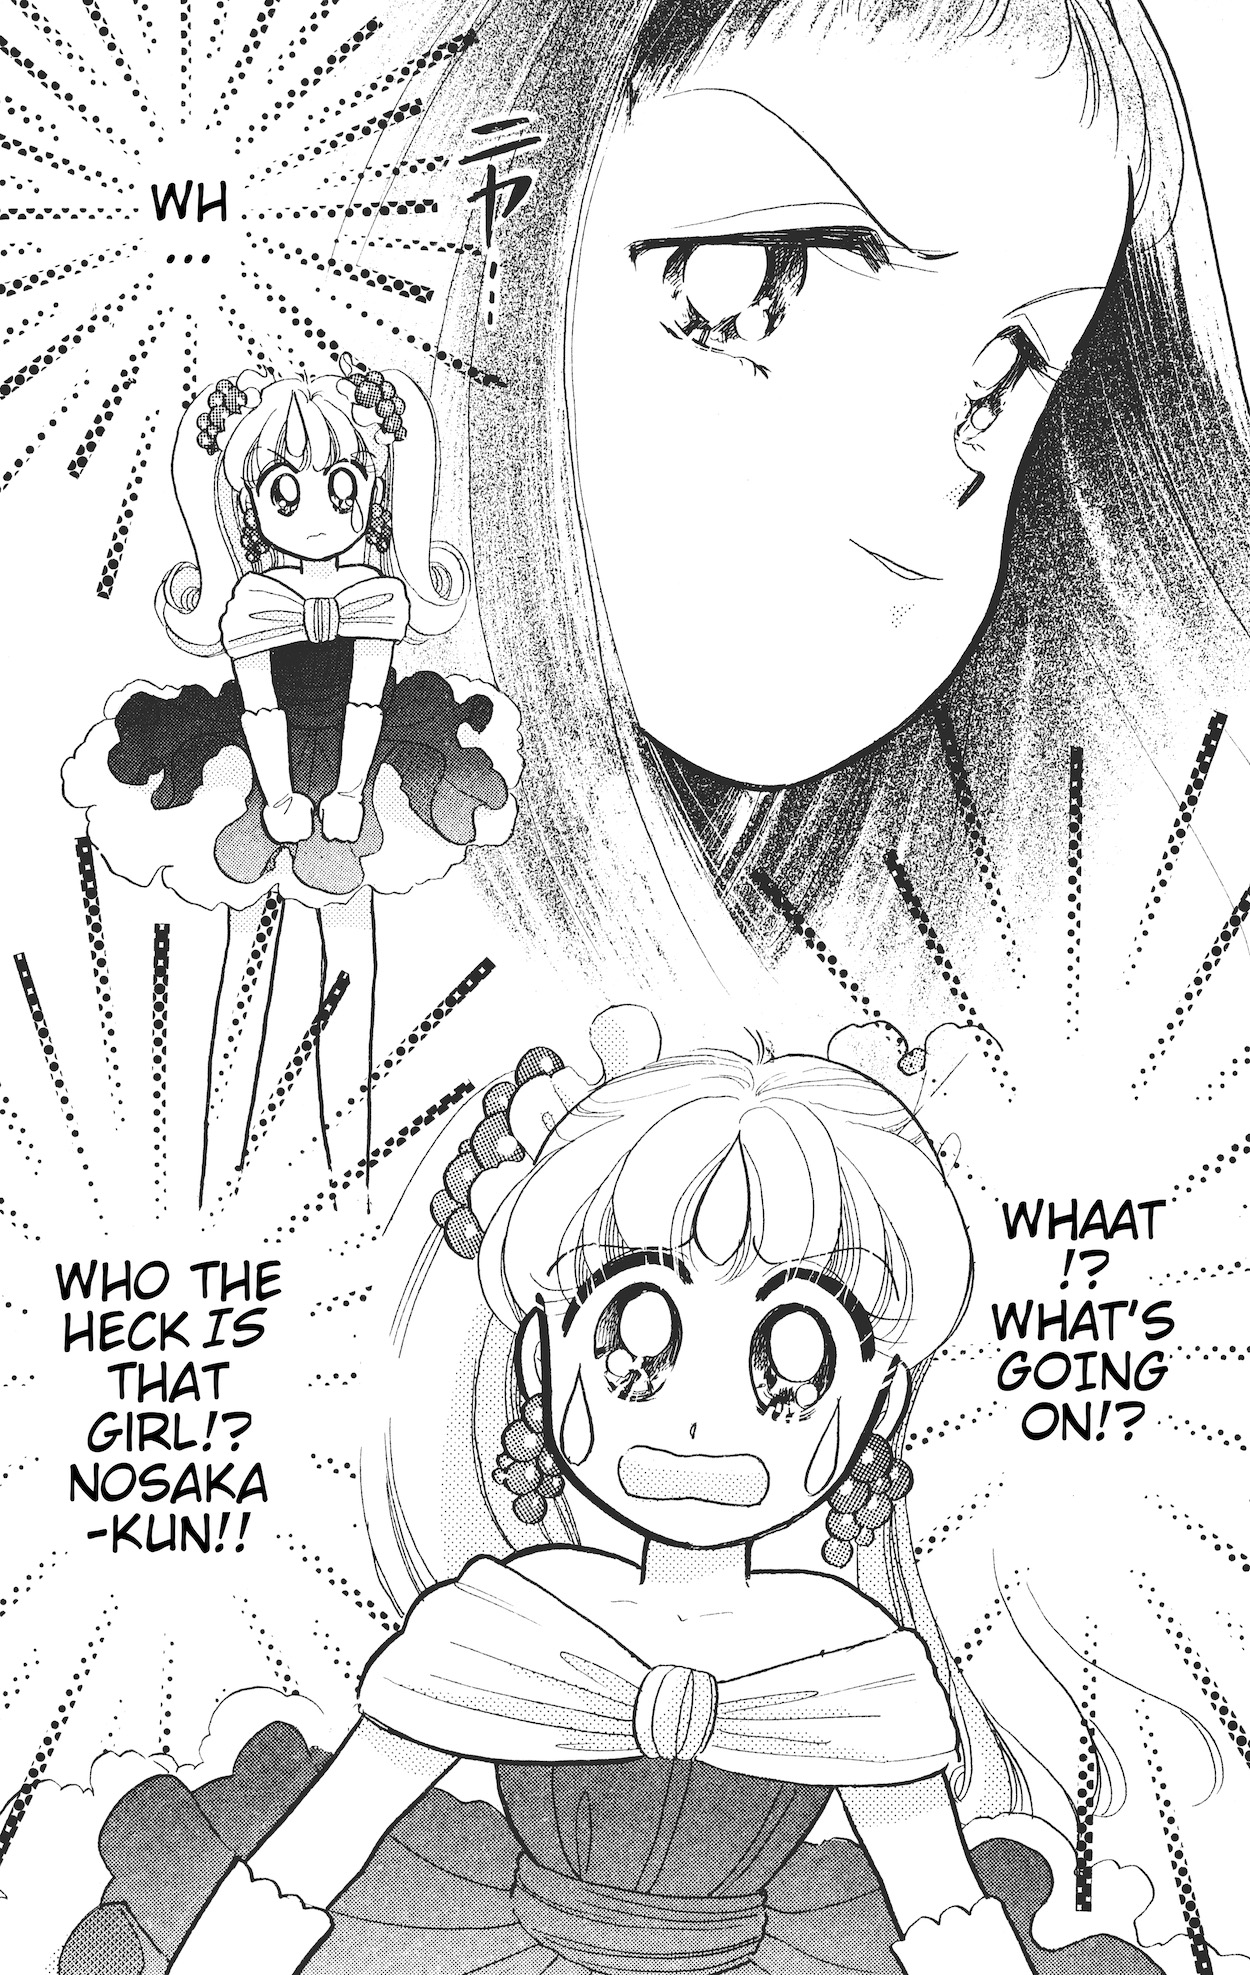 WH
...
ニヤ…
WHAAT
!?
WHAT'S
GOING
ON!?
WHO THE
HECK IS
THAT
GIRL!?
NOSAKA
-KUN!!